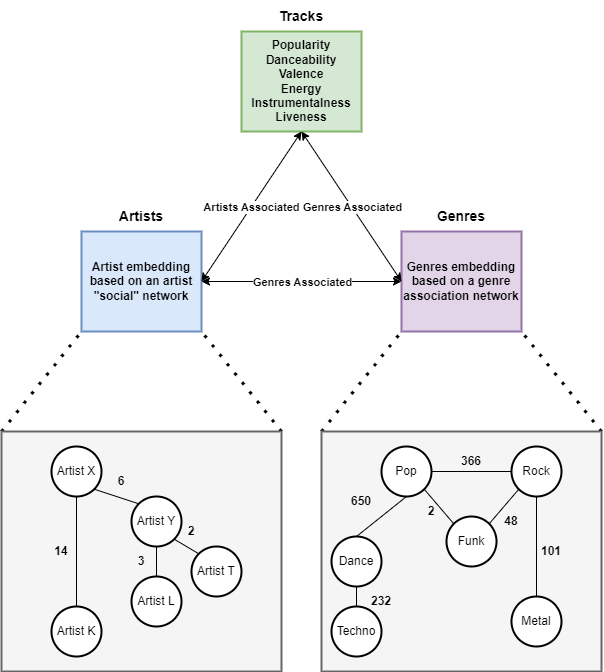 Tracks
Popularity
Danceability
Valence
Energy
Instrumentalness
Liveness
Artists Associated
Genres Associated
Artists
Genres
Artist embedding
based on an artist
"social" network
Genres Associated
Genres embedding
based on a genre
association network
Artist X
6
Artist Y
2
14
3
Artist T
Artist L
Artist K
Pop
366
Rock
650
2
48
Funk
Dance
101
232
Techno
Metal